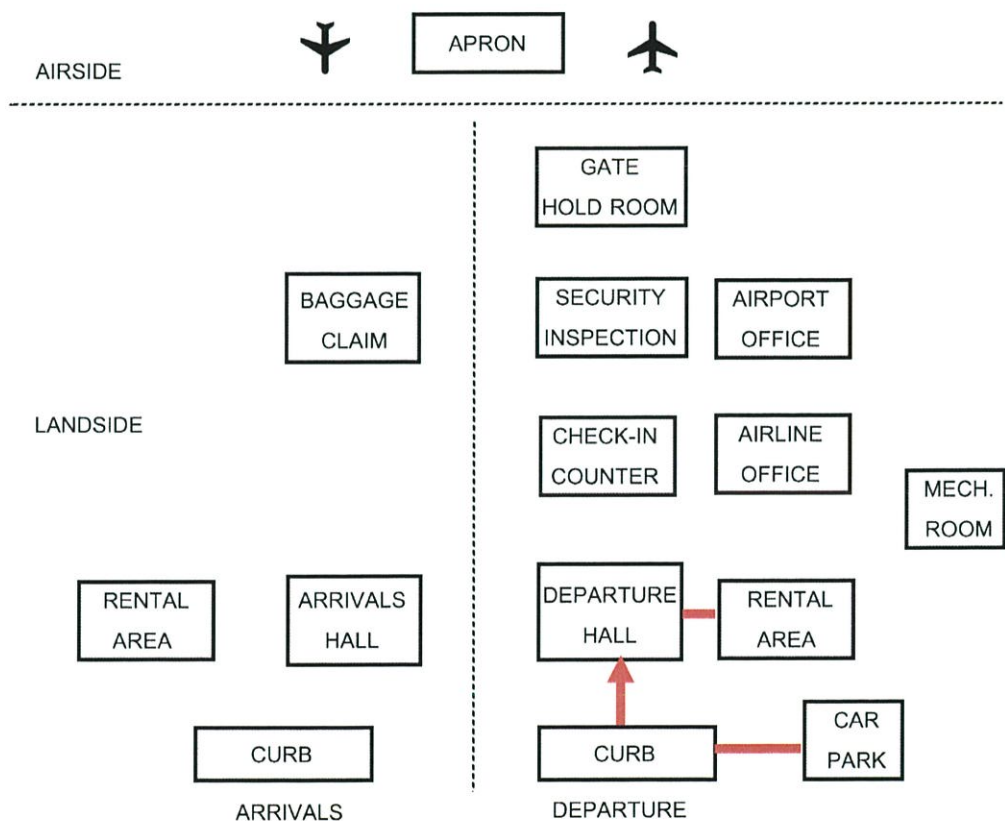 APRON
AIRSIDE
GATE
HOLD ROOM
BAGGAGE
CLAIM
SECURITY
INSPECTION
AIRPORT
OFFICE
LANDSIDE
CHECK-IN
COUNTER
AIRLINE
OFFICE
MECH.
ROOM
RENTAL
AREA
ARRIVALS
HALL
DEPARTURE
HALL
RENTAL
AREA
CURB
CURB
CAR
PARK
ARRIVALS
DEPARTURE